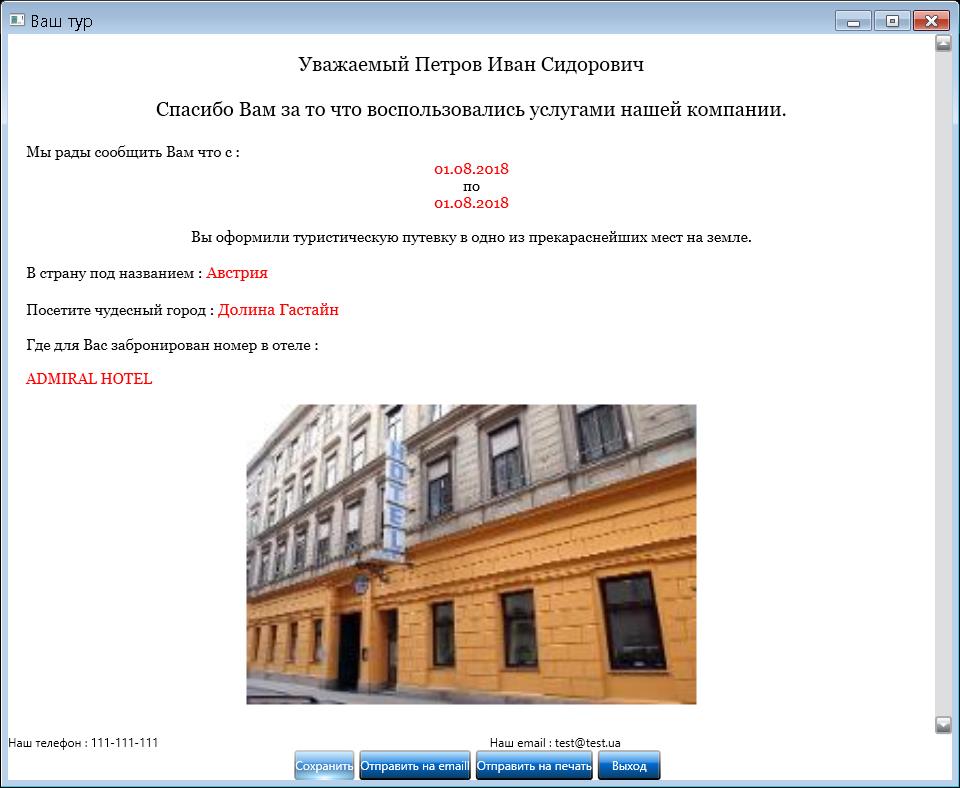 Ваш тур
Уважаемый Петров Иван Сидорович
Спасибо Вам за то что воспользовались услугами нашей компании.
Мы рады сообщить Вам что с :
01.08.2018
по
01.08.2018
Вы оформили туристическую путевку в одно из прекараснейших мест на земле.
В страну под названием : Австрия
Посетите чудесный город : Долина Гастайн
Где для Вас забронирован номер в отеле :
ADMIRAL HOTEL
HOTEL
Наш телефон : 111-111-111
Наш email : test@test.ua
Сохранить
Отправить на emaill
Отправить на печать
Выход